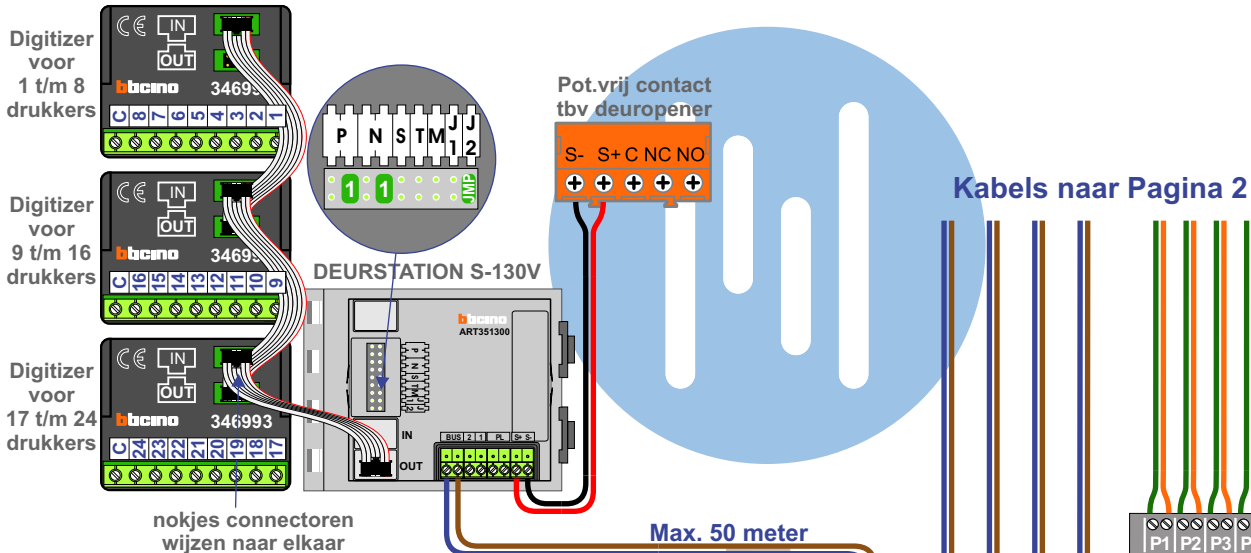 Digitizer
voor
1 t/m 8
drukkers
IN
OUT
bticino
C 8 7 6 5 4 3 2 1
Digitizer
voor
9 t/m 16
drukkers
IN
OUT
bticino
C 16 15 14 13 12 11 10 9
Digitizer
voor
17 t/m 24
drukkers
IN
OUT
bticino
346993
C 24 23 22 21 20 19 18 17
nokjes connectoren
wijzen naar elkaar
P N S T M J1 J2
1 1 JMP
DEURSTATION S-130V
bticino
ART351300
P N S T M J1 J2
IN
OUT
BUS 2 1 PL S+ S-
Pot.vrij contact
tbv deuropener
S- S+ C NC NO
Max. 50 meter
Kabels naar Pagina 2
P1 P2 P3